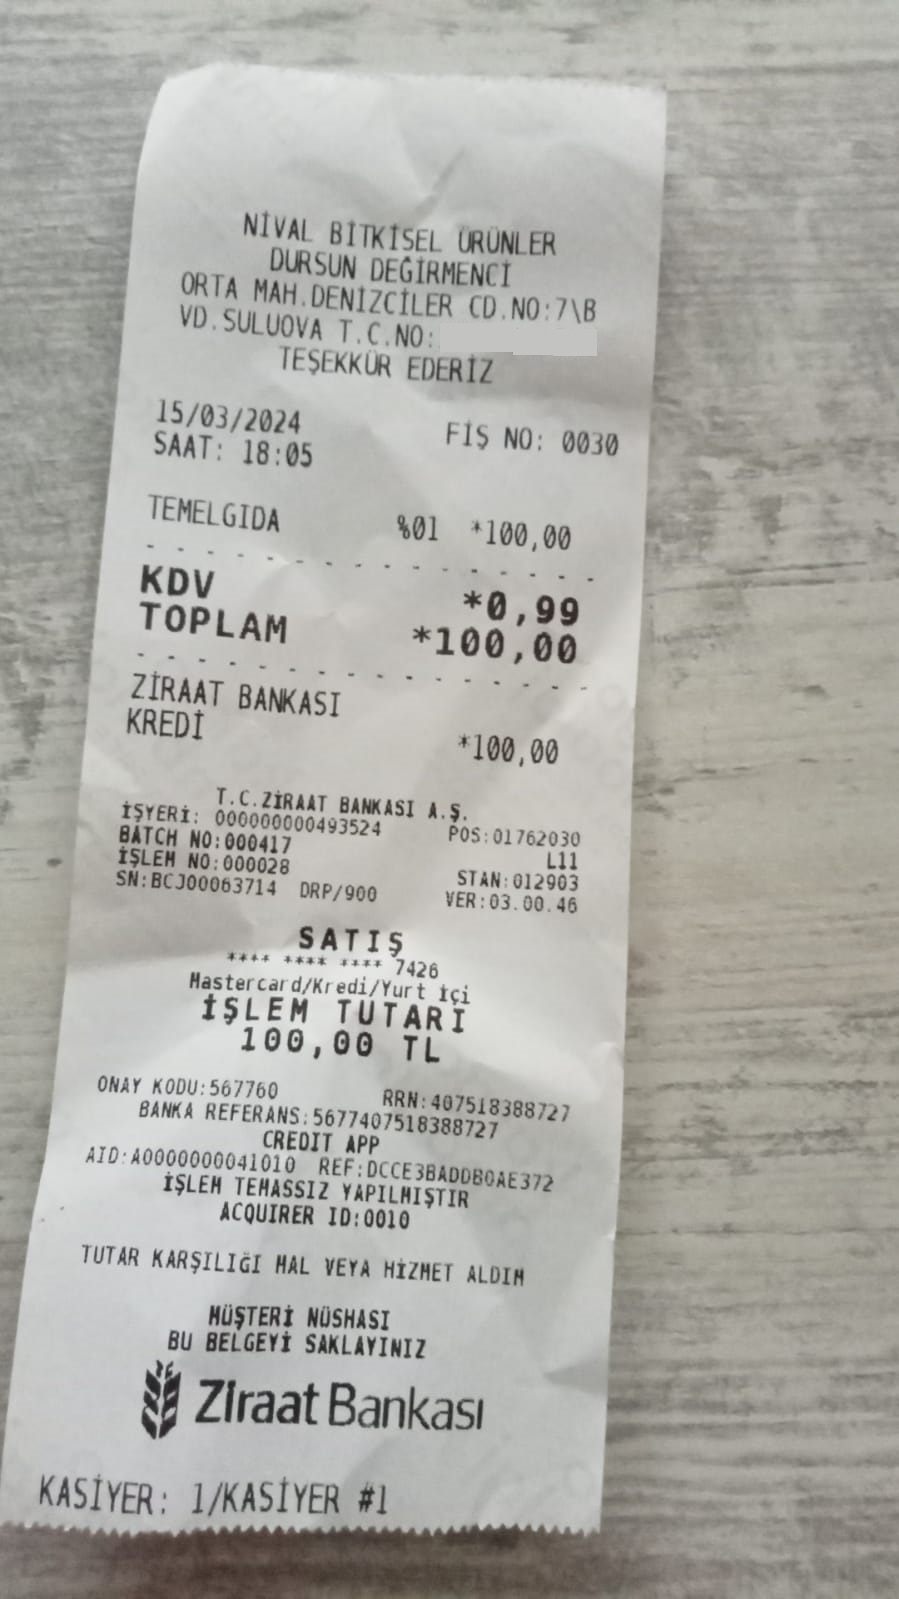 NİVAL BİTKİSEL ÜRÜNLER
DURSUN DEĞİRMENCİ
ORTA MAH.DENİZCİLER CD.NO:7\B
VD.SULUOVA T.C.NO:
TEŞEKKÜR EDERİZ
15/03/2024
SAAT: 18:05 FİŞ NO: 0030
TEMELGIDA %01 *100,00
KDV *0,99
TOPLAM *100,00
ZİRAAT BANKASI
KREDİ *100,00
T.C.ZİRAAT BANKASI A.Ş.
İŞYERİ: 000000000493524 POS:01762030
BATCH NO:000417 L11
İŞLEM NO:000028 STAN:012903
SN:BCJ00063714 DRP/900 VER:03.00.46
SATIŞ
**** **** **** 7426
Mastercard/Kredi/Yurt İçi
İŞLEM TUTARI
100,00 TL
ONAY KODU:567760 RRN:407518388727
BANKA REFERANS:5677407518388727
CREDIT APP
AID:A0000000041010 REF:DCCE3BADDB0AE372
İŞLEM TEMASSIZ YAPILMIŞTIR
ACQUIRER ID:0010
TUTAR KARŞILIĞI MAL VEYA HİZMET ALDIM
MÜŞTERİ NÜSHASI
BU BELGEYİ SAKLAYINIZ
Ziraat Bankası
KASİYER: 1/KASİYER #1